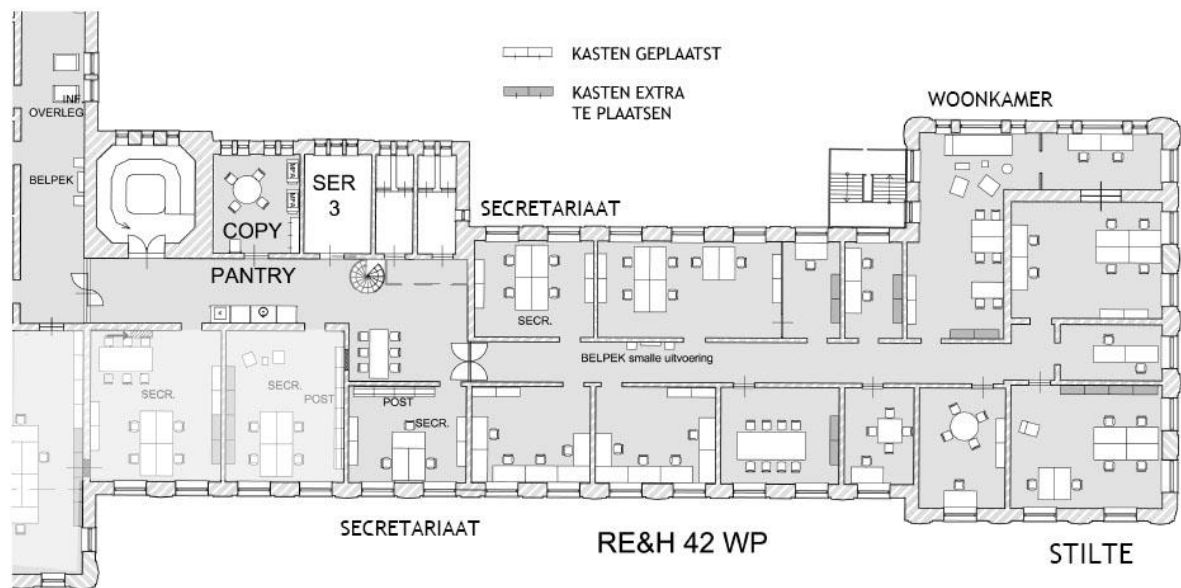 KASTEN GEPLAATST
KASTEN EXTRA
TE PLAATSEN
WOONKAMER
INF.
OVERLEG
BELPEK
SER
3
COPY
SECRETARIAAT
PANTRY
SECR.
BELPEK smalle uitvoering
SECR.
SECR.
POST
POST
SECR.
SECRETARIAAT
RE&H 42 WP
STILTE